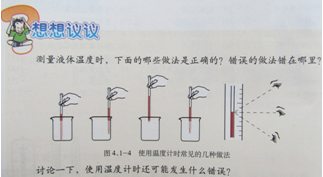 想想议议
测量液体温度时，下面的哪些做法是正确的？错误的做法错在哪里？
图 4.1-4 使用温度计时常见的几种做法
讨论一下，使用温度计时还可能发生什么错误？